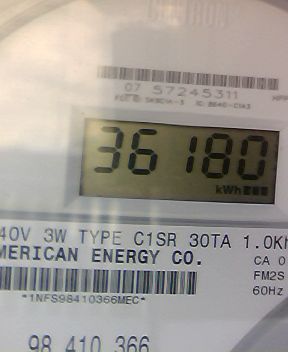 07 57245311
36180
kWh
40V 3W TYPE C1SR 30TA 1.0Kh
MERICAN ENERGY CO.
CA 0
FM2S
60Hz
*1NFS98410366MEC*
98 410 366